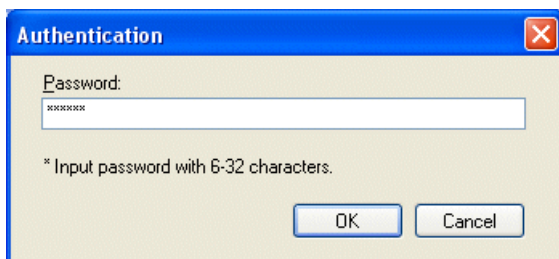 Authentication
Password:
******
* Input password with 6-32 characters.
OK Cancel